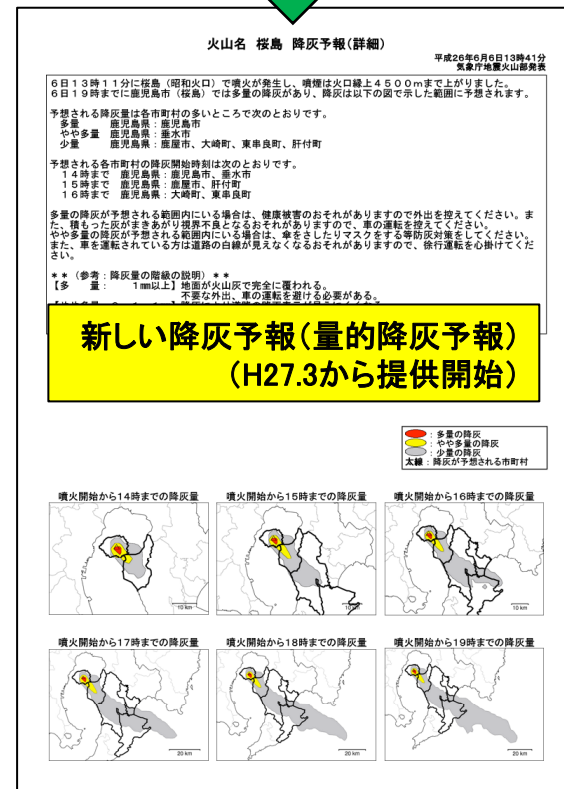 火山名 桜島 降灰予報(詳細)
平成26年6月6日13時41分
気象庁地震火山部発表
6日13時11分に桜島(昭和火口)で噴火が発生し、噴煙は火口縁上4500mまで上がりました。
6日19時までに鹿児島市(桜島)では多量の降灰があり、降灰は以下の図で示した範囲に予想されます。
予想される降灰量は各市町村の多いところで次のとおりです。
多量 鹿児島県:鹿児島市
やや多量 鹿児島県:垂水市
少量 鹿児島県:鹿屋市、大崎町、東串良町、肝付町
予想される各市町村の降灰開始時刻は次のとおりです。
14時まで 鹿児島県:鹿児島市、垂水市
15時まで 鹿児島県:鹿屋市、肝付町
16時まで 鹿児島県:大崎町、東串良町
多量の降灰が予想される範囲内にいる場合は、健康被害のおそれがありますので外出を控えてください。ま
た、積もった灰がまきあがり視界不良となるおそれがありますので、車の運転を控えてください。
やや多量の降灰が予想される範囲内にいる場合は、傘をさしたりマスクをする等防灰対策をしてください。
また、車を運転されている方は道路の白線が見えなくなるおそれがありますので、徐行運転を心掛けてくだ
さい。
**(参考:降灰量の階級の説明)**
【多 量: 1mm以上】地面が火山灰で完全に覆われる。
不要な外出、車の運転を避ける必要がある。
新しい降灰予報(量的降灰予報)
(H27.3から提供開始)
:多量の降灰
:やや多量の降灰
:少量の降灰
太線:降灰が予想される市町村
噴火開始から14時までの降灰量 噴火開始から15時までの降灰量 噴火開始から16時までの降灰量
10 km 10 km 10 km
噴火開始から17時までの降灰量 噴火開始から18時までの降灰量 噴火開始から19時までの降灰量
20 km 20 km 20 km